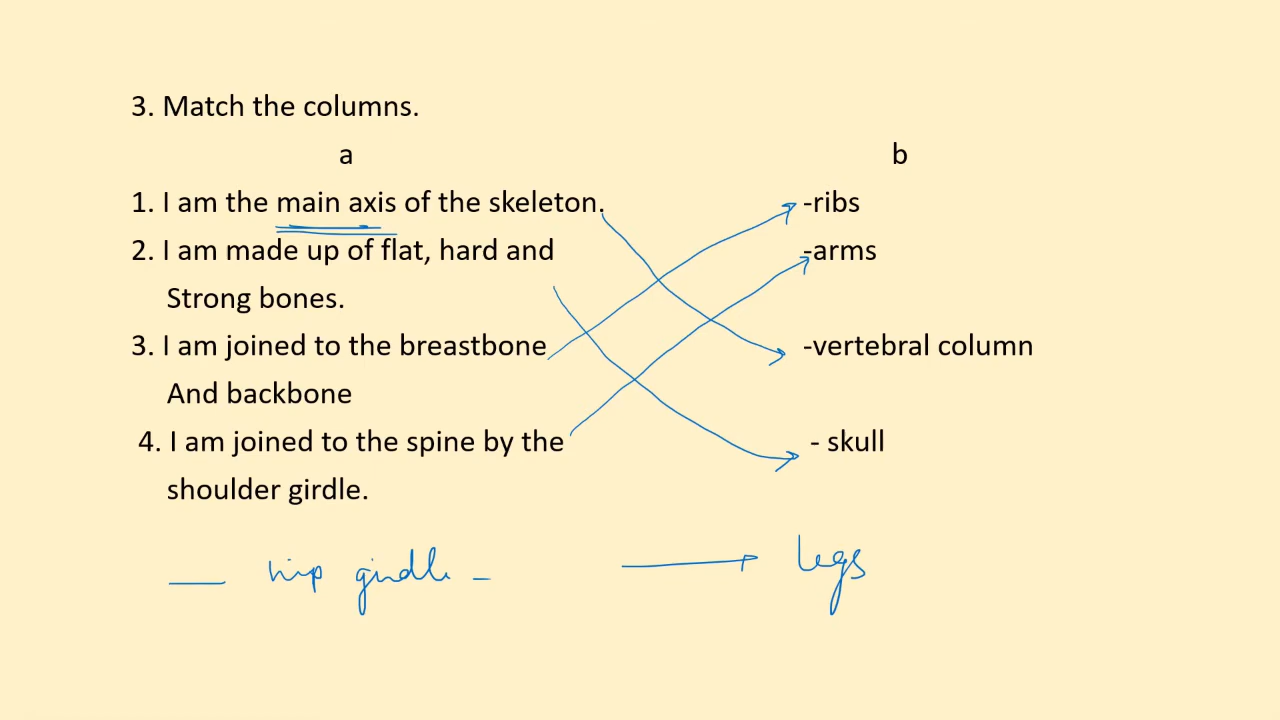 3. Match the columns.
a b
1. I am the main axis of the skeleton. -ribs
2. I am made up of flat, hard and -arms
Strong bones.
3. I am joined to the breastbone -vertebral column
And backbone
4. I am joined to the spine by the - skull
shoulder girdle.
— hip girdle – legs